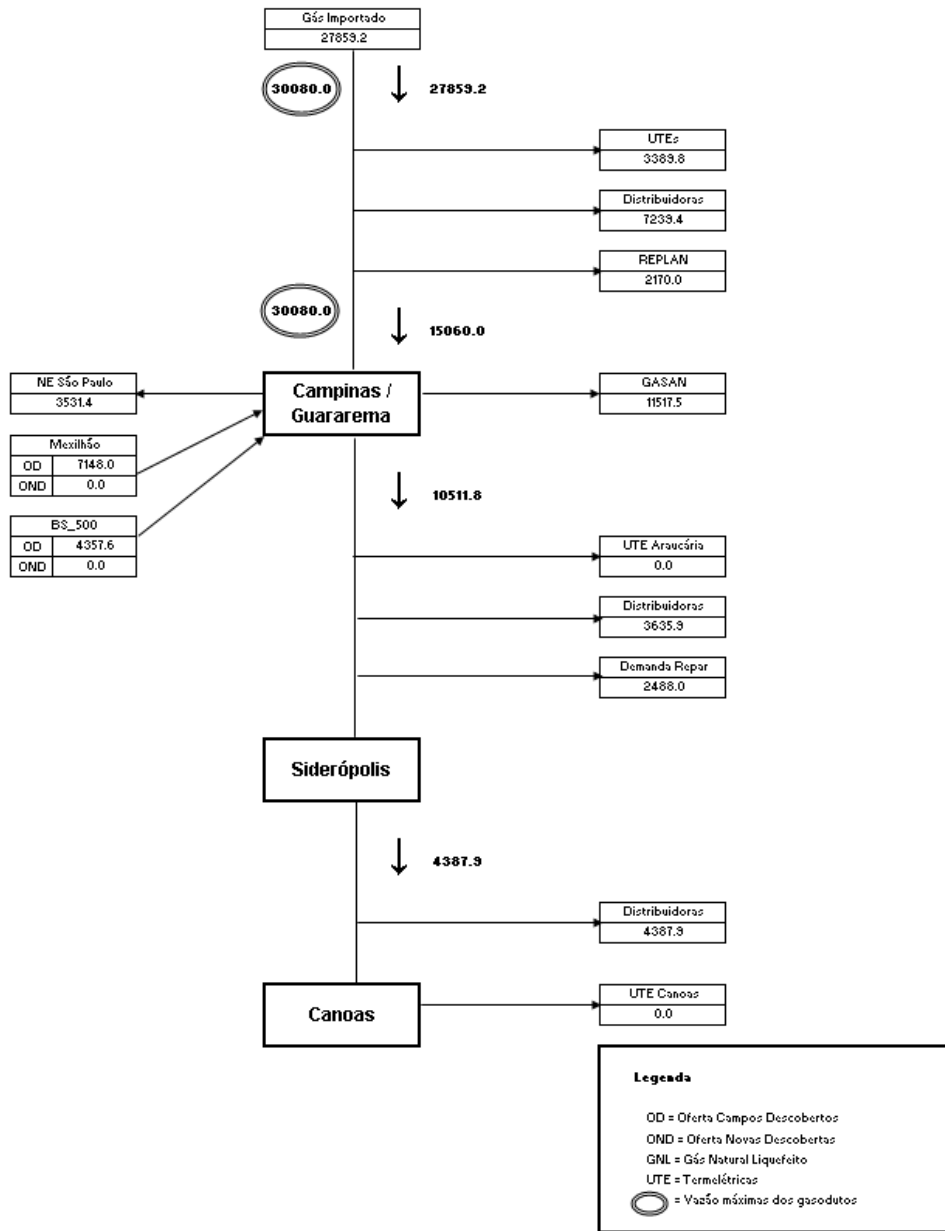 Gás Importado
27859.2
30080.0
27859.2
UTEs
3389.8
Distribuidoras
7239.4
REPLAN
2170.0
30080.0
15060.0
NE São Paulo
3531.4
Campinas /
Guararema
GASAN
11517.5
Mexilhão
OD 7148.0
OND 0.0
10511.8
BS_500
OD 4357.6
OND 0.0
UTE Araucária
0.0
Distribuidoras
3635.9
Demanda Repar
2488.0
Siderópolis
4387.9
Distribuidoras
4387.9
Canoas
UTE Canoas
0.0
Legenda
OD = Oferta Campos Descobertos
OND = Oferta Novas Descobertas
GNL = Gás Natural Liquefeito
UTE = Termelétricas
= Vazão máximas dos gasodutos